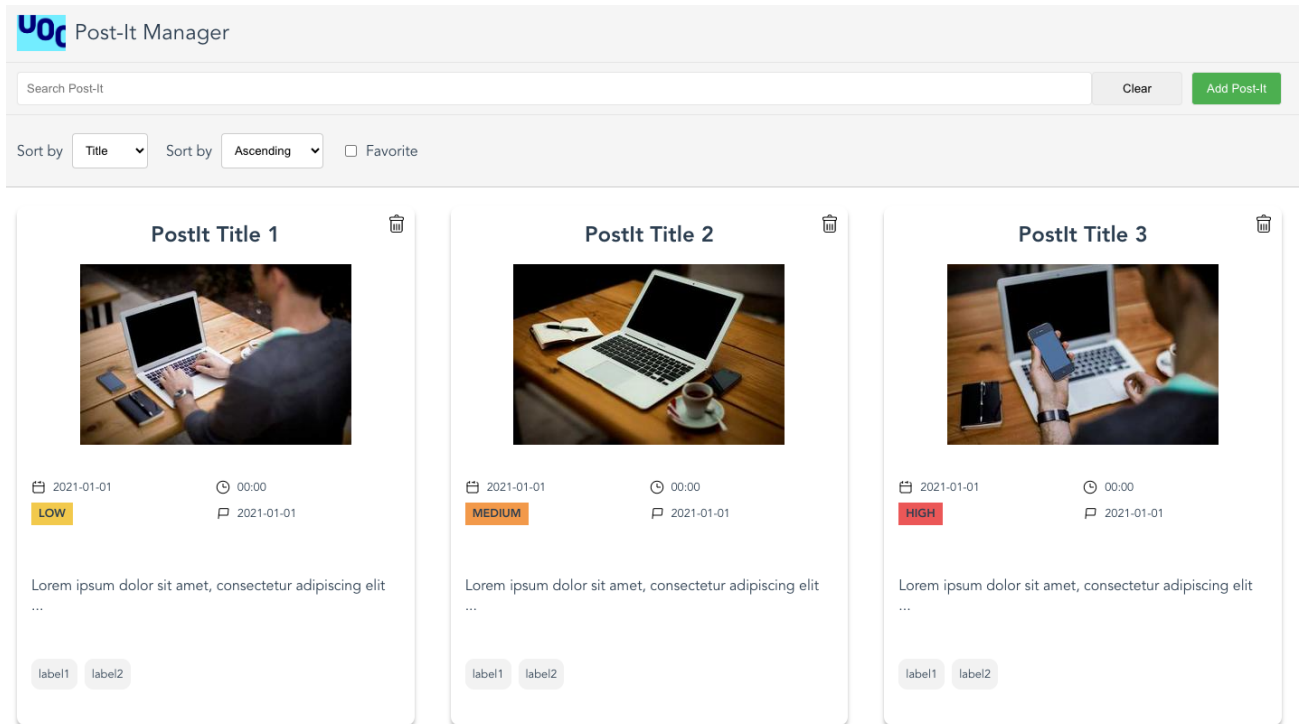 UOC Post-It Manager
Search Post-It Clear Add Post-It
Sort by Title Sort by Ascending Favorite
PostIt Title 1
PostIt Title 2
PostIt Title 3
2021-01-01 00:00
LOW 2021-01-01
2021-01-01 00:00
MEDIUM 2021-01-01
2021-01-01 00:00
HIGH 2021-01-01
Lorem ipsum dolor sit amet, consectetur adipiscing elit
...
Lorem ipsum dolor sit amet, consectetur adipiscing elit
...
Lorem ipsum dolor sit amet, consectetur adipiscing elit
...
label1 label2
label1 label2
label1 label2